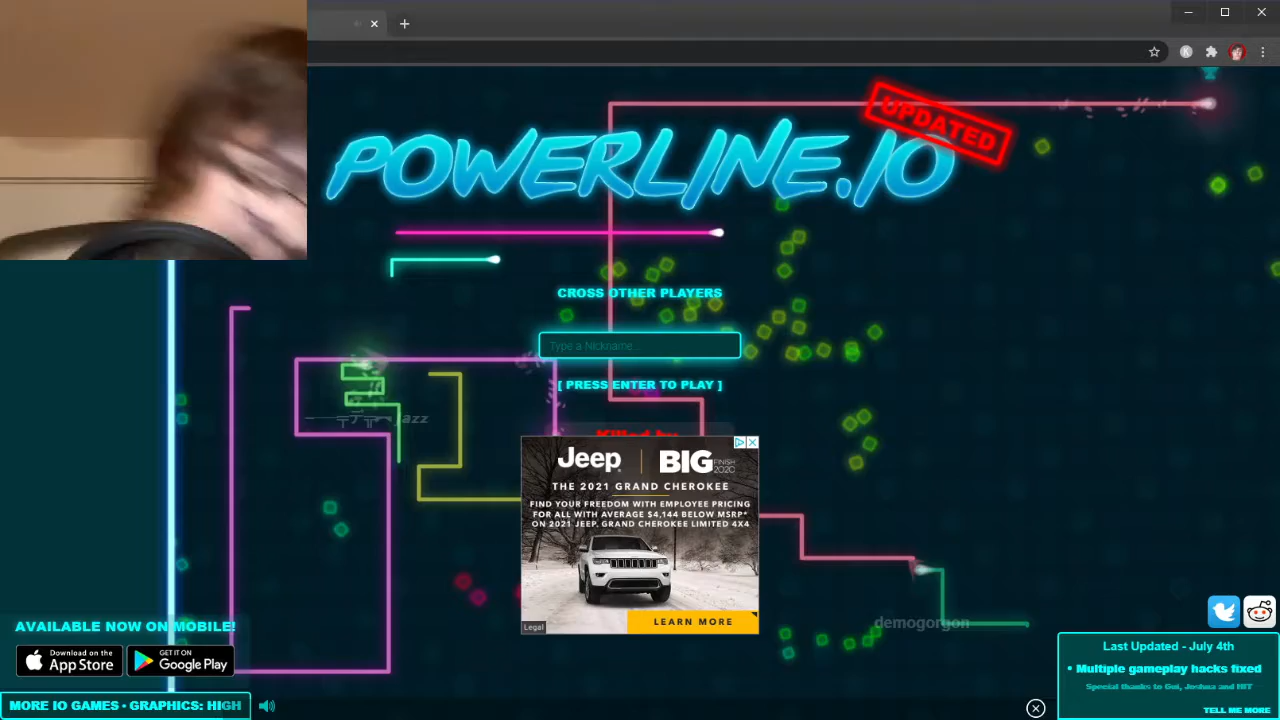 UPDATED
POWERLINE.IO
CROSS OTHER PLAYERS
Type a Nickname...
[ PRESS ENTER TO PLAY ]
jazz
Killed by
Jeep
BIG
FINISH
2020
THE 2021 GRAND CHEROKEE
FIND YOUR FREEDOM WITH EMPLOYEE PRICING
FOR ALL WITH AVERAGE $4,144 BELOW MSRP*
ON 2021 JEEP. GRAND CHEROKEE LIMITED 4X4
LEARN MORE
Legal
demogorgon
AVAILABLE NOW ON MOBILE!
Download on the
App Store
GET IT ON
Google Play
MORE IO GAMES • GRAPHICS: HIGH
Last Updated - July 4th
• Multiple gameplay hacks fixed
Special thanks to Gui, Joshua and HIT
TELL ME MORE